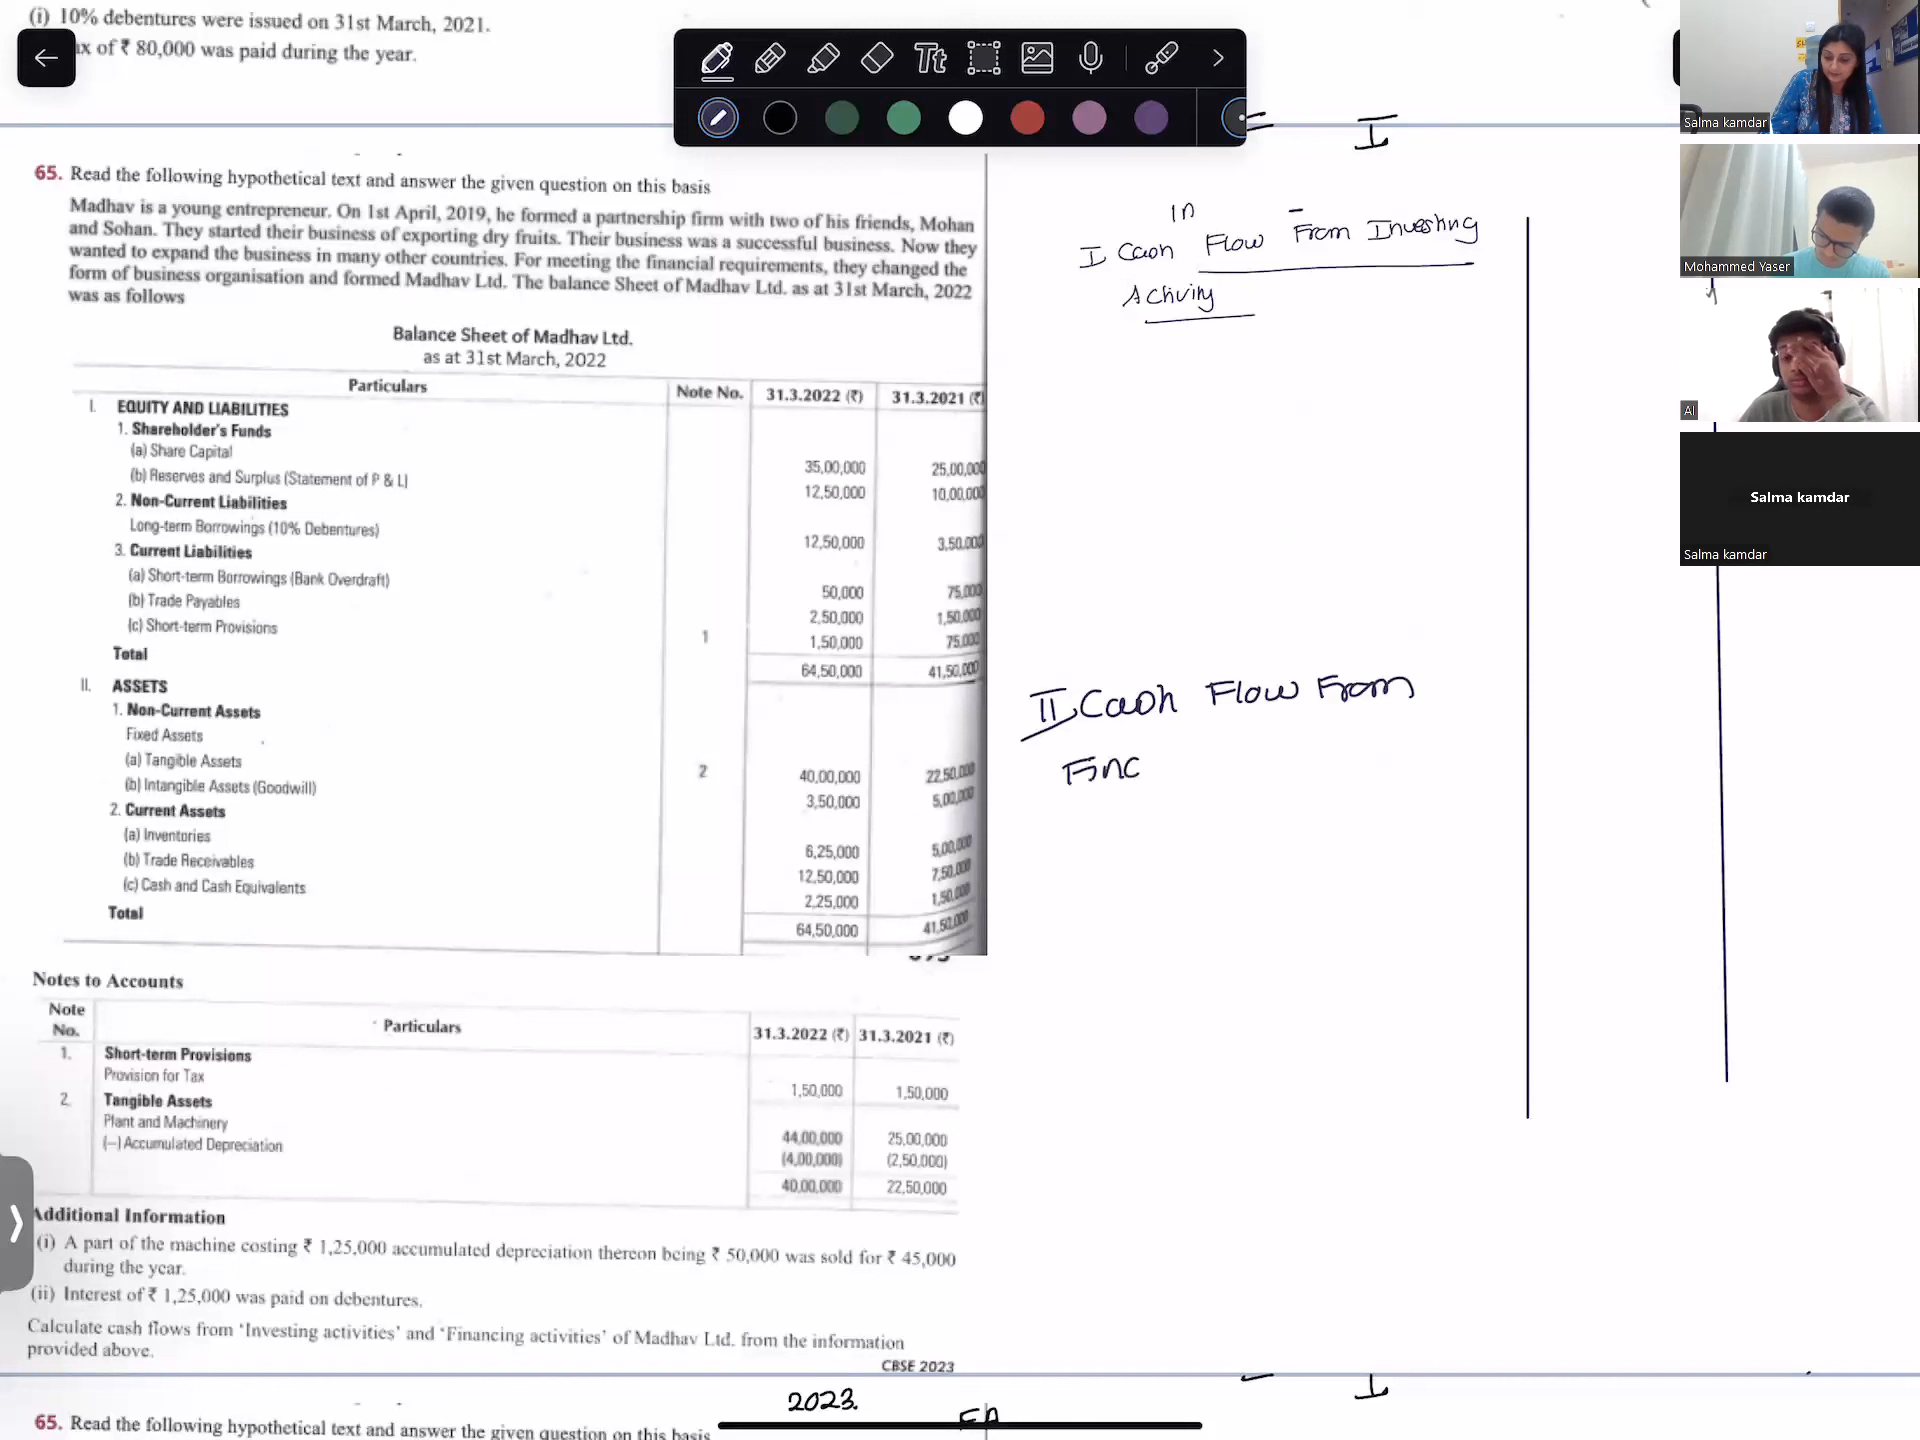 (i) 10% debentures were issued on 31st March, 2021.
ax of ₹ 80,000 was paid during the year.
Tt
65. Read the following hypothetical text and answer the given question on this basis
Madhav is a young entrepreneur. On 1st April, 2019, he formed a partnership firm with two of his friends, Mohan
and Sohan. They started their business of exporting dry fruits. Their business was a successful business. Now they
wanted to expand the business in many other countries. For meeting the financial requirements, they changed the
form of business organisation and formed Madhav Ltd. The balance Sheet of Madhav Ltd. as at 31st March, 2022
was as follows
Balance Sheet of Madhav Ltd.
as at 31st March, 2022
Particulars Note No. 31.3.2022 (₹) 31.3.2021 (₹)
I. EQUITY AND LIABILITIES
1. Shareholder's Funds
(a) Share Capital 35,00,000 25,00,000
(b) Reserves and Surplus (Statement of P & L) 12,50,000 10,00,000
2. Non-Current Liabilities
Long-term Borrowings (10% Debentures) 12,50,000 3,50,000
3. Current Liabilities
(a) Short-term Borrowings (Bank Overdraft) 50,000 75,000
(b) Trade Payables 2,50,000 1,50,000
(c) Short-term Provisions 1 1,50,000 75,000
Total 64,50,000 41,50,000
II. ASSETS
1. Non-Current Assets
Fixed Assets
(a) Tangible Assets 2 40,00,000 22,50,000
(b) Intangible Assets (Goodwill) 3,50,000 5,00,000
2. Current Assets
(a) Inventories 6,25,000 5,00,000
(b) Trade Receivables 12,50,000 7,50,000
(c) Cash and Cash Equivalents 2,25,000 1,50,000
Total 64,50,000 41,50,000
Notes to Accounts
Note
No. Particulars 31.3.2022 (₹) 31.3.2021 (₹)
1. Short-term Provisions
Provision for Tax 1,50,000 1,50,000
2. Tangible Assets
Plant and Machinery 44,00,000 25,00,000
(–) Accumulated Depreciation (4,00,000) (2,50,000)
40,00,000 22,50,000
Additional Information
(i) A part of the machine costing ₹ 1,25,000 accumulated depreciation thereon being ₹ 50,000 was sold for ₹ 45,000
during the year.
(ii) Interest of ₹ 1,25,000 was paid on debentures.
Calculate cash flows from 'Investing activities' and 'Financing activities' of Madhav Ltd. from the information
provided above.
CBSE 2023
2023.
65. Read the following hypothetical text and answer the given question on this basis
I
In
I Cash Flow From Investing
Activity
II Cash Flow From
Finc
I
Salma kamdar
Mohammed Yaser
Al
Salma kamdar
Salma kamdar